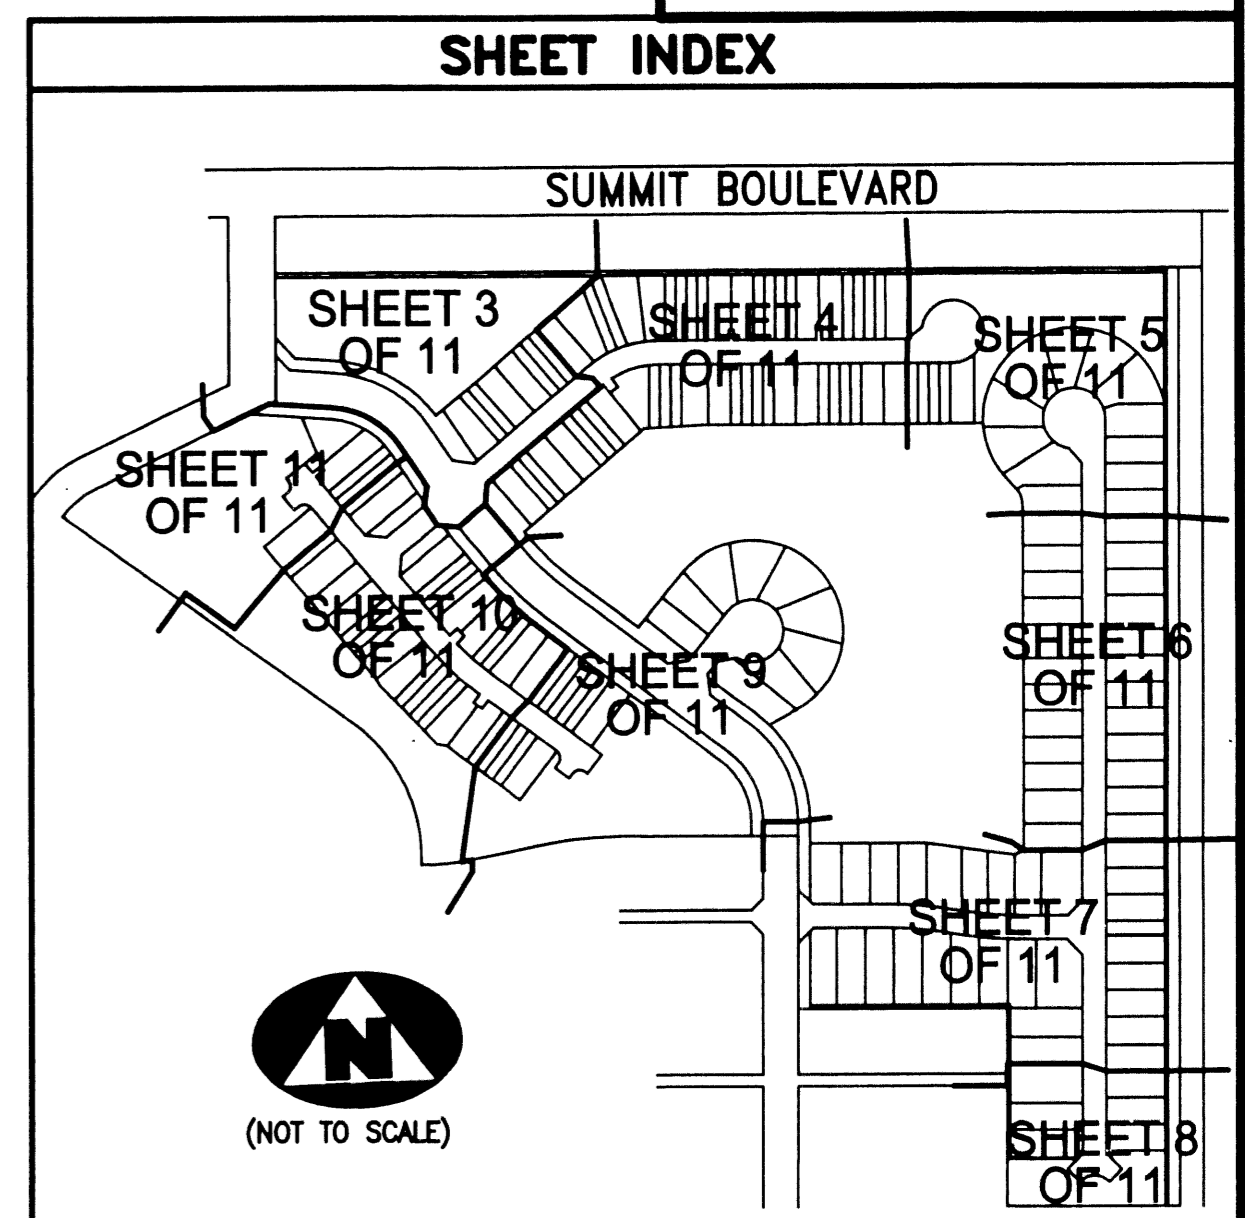 SHEET INDEX
SUMMIT BOULEVARD
SHEET 3
OF 11
SHEET 4
OF 11
SHEET 5
OF 11
SHEET 11
OF 11
SHEET 10
OF 11
SHEET 9
OF 11
SHEET 6
OF 11
SHEET 7
OF 11
N
(NOT TO SCALE)
SHEET 8
OF 11